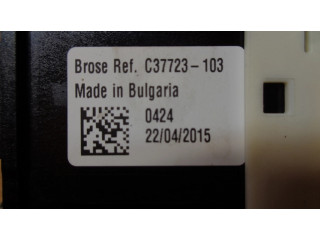 Brose Ref. C37723-103
Made in Bulgaria
0424
22/04/2015